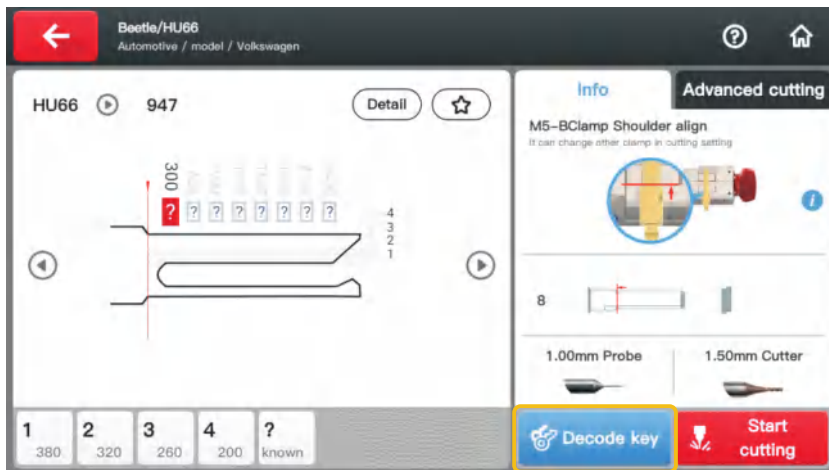 Beetle/HU66
Automotive / model / Volkswagen
?
HU66 947
Detail
300
? ? ? ? ? ? ? ?
4
3
2
1
Info
Advanced cutting
M5-BClamp Shoulder align
It can change other clamp in cutting setting
i
8
1.00mm Probe
1.50mm Cutter
1 2 3 4 ?
380 320 260 200 known
Decode key
Start
cutting